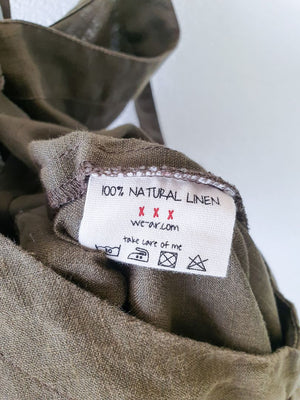 100% NATURAL LINEN
x x x
we-ar.com
take care of me